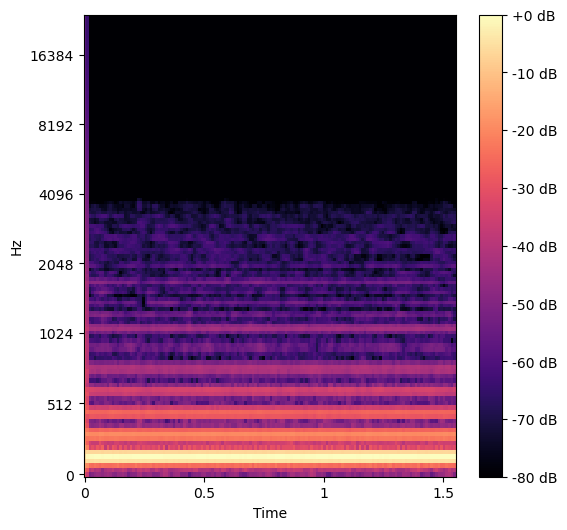 +0 dB
16384
-10 dB
8192
-20 dB
-30 dB
4096
Hz
-40 dB
2048
-50 dB
1024
-60 dB
512
-70 dB
0
-80 dB
0 0.5 1 1.5
Time